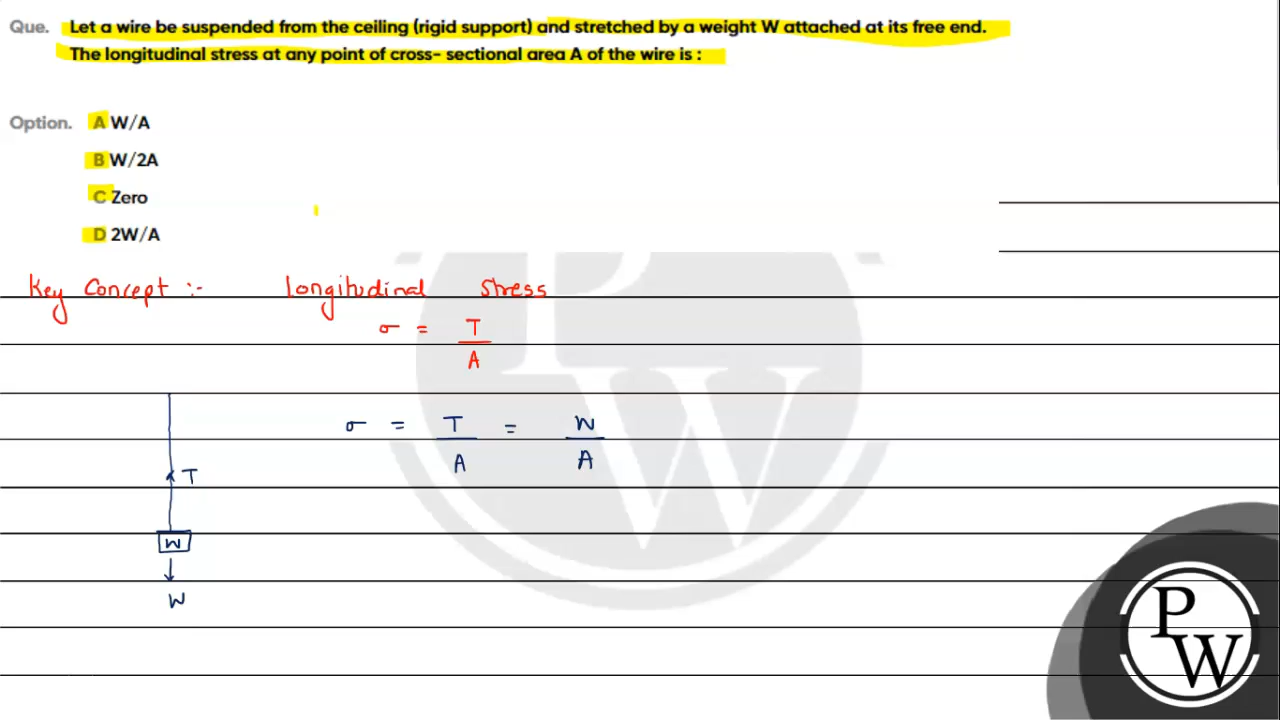 Que. Let a wire be suspended from the ceiling (rigid support) and stretched by a weight W attached at its free end.
The longitudinal stress at any point of cross- sectional area A of the wire is :
Option. A W/A
B W/2A
C Zero
D 2W/A
Key Concept :- Longitudinal Stress
σ = T/A
σ = T/A = W/A
T
W
W
PW
PW